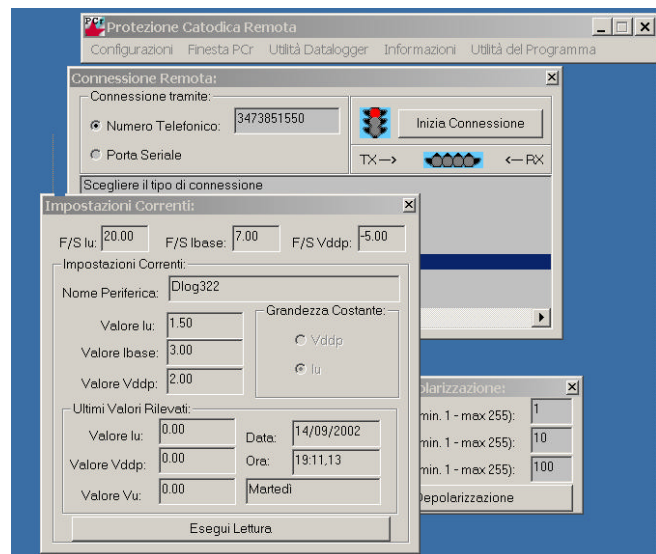 PCr Protezione Catodica Remota
Configurazioni Finesta PCr Utilità Datalogger Informazioni Utilità del Programma
Connessione Remota:
Connessione tramite:
Numero Telefonico: 3473851550
Porta Seriale
Inizia Connessione
TX—> <—RX
Scegliere il tipo di connessione
Impostazioni Correnti:
F/S Iu: 20.00 F/S Ibase: 7.00 F/S Vddp: -5.00
Impostazioni Correnti:
Nome Periferica: Dlog322
Valore Iu: 1.50
Valore Ibase: 3.00
Valore Vddp: 2.00
Grandezza Costante:
Vddp
Iu
Ultimi Valori Rilevati:
Valore Iu: 0.00 Data: 14/09/2002
Valore Vddp: 0.00 Ora: 19:11,13
Valore Vu: 0.00 Martedì
Esegui Lettura
olarizzazione:
min. 1 - max 255): 1
min. 1 - max 255): 10
min. 1 - max 255): 100
Depolarizzazione